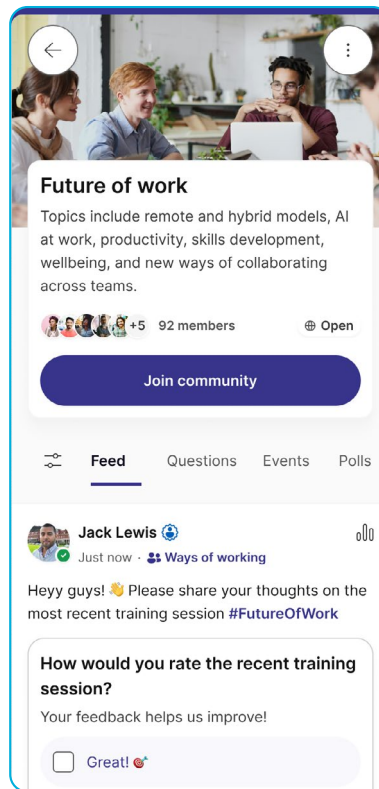 Future of work
Topics include remote and hybrid models, AI
at work, productivity, skills development,
wellbeing, and new ways of collaborating
across teams.
+5 92 members Open
Join community
Feed Questions Events Polls
Jack Lewis
Just now · Ways of working
Heyy guys! 👋 Please share your thoughts on the
most recent training session #FutureOfWork
How would you rate the recent training
session?
Your feedback helps us improve!
Great! 🎯